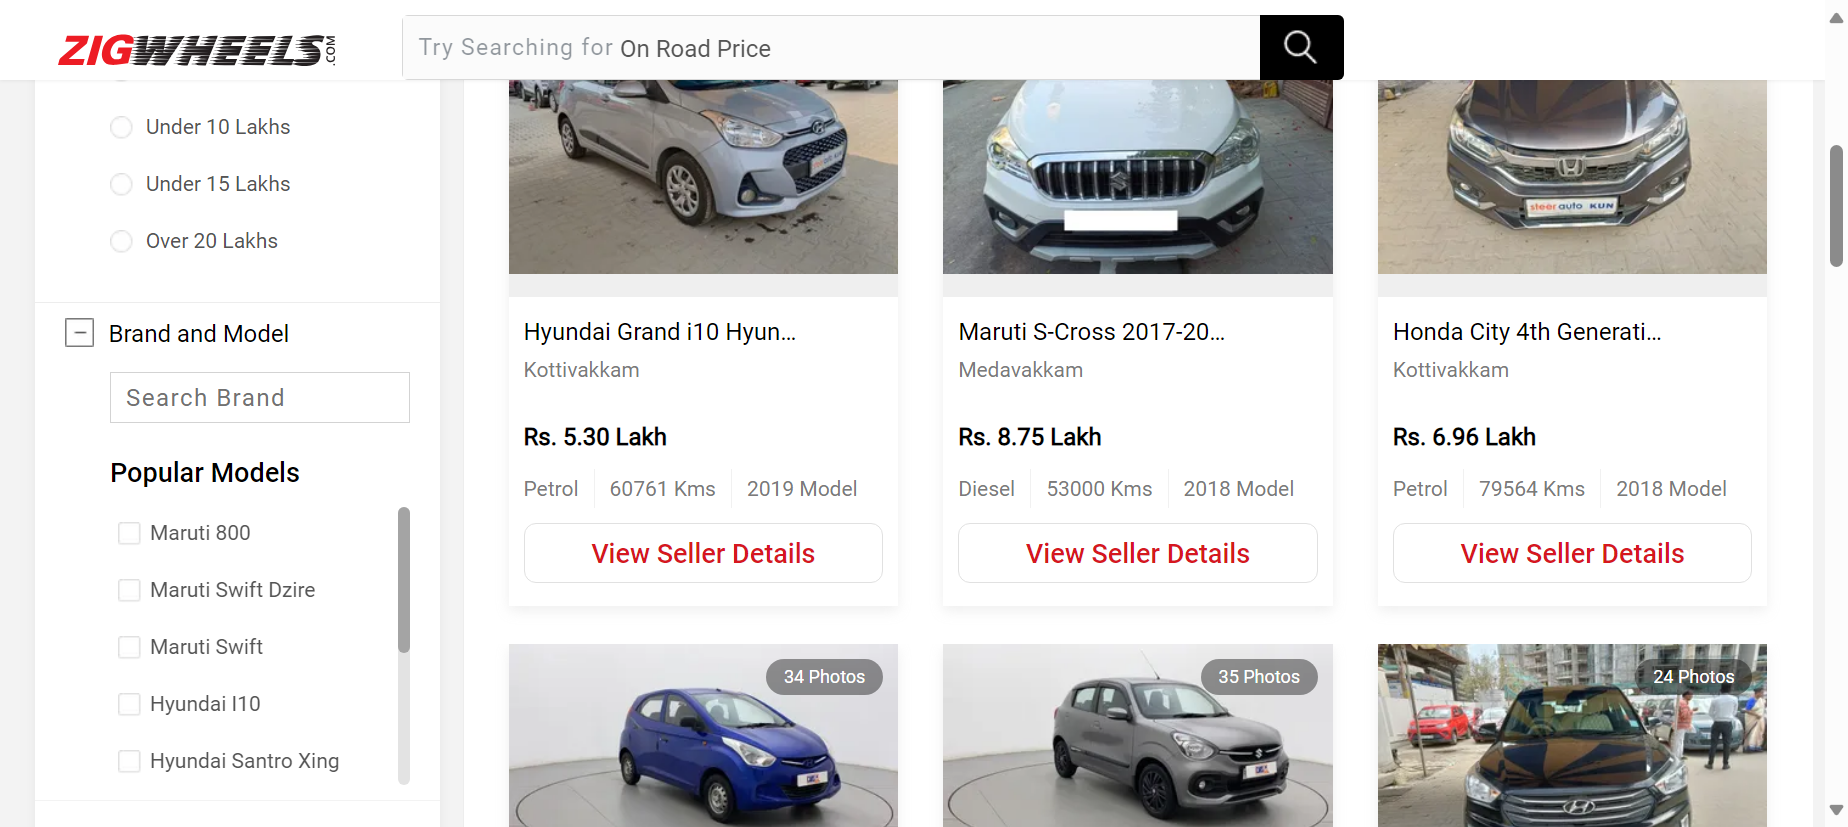 ZIGWHEELS.COM
Try Searching for On Road Price
Under 10 Lakhs
Under 15 Lakhs
Over 20 Lakhs
Brand and Model
Search Brand
Popular Models
Maruti 800
Maruti Swift Dzire
Maruti Swift
Hyundai I10
Hyundai Santro Xing
steer auto KUN
Hyundai Grand i10 Hyun...
Kottivakkam
Rs. 5.30 Lakh
Petrol
60761 Kms
2019 Model
View Seller Details
Maruti S-Cross 2017-20...
Medavakkam
Rs. 8.75 Lakh
Diesel
53000 Kms
2018 Model
View Seller Details
Honda City 4th Generati...
Kottivakkam
Rs. 6.96 Lakh
Petrol
79564 Kms
2018 Model
View Seller Details
34 Photos
35 Photos
24 Photos